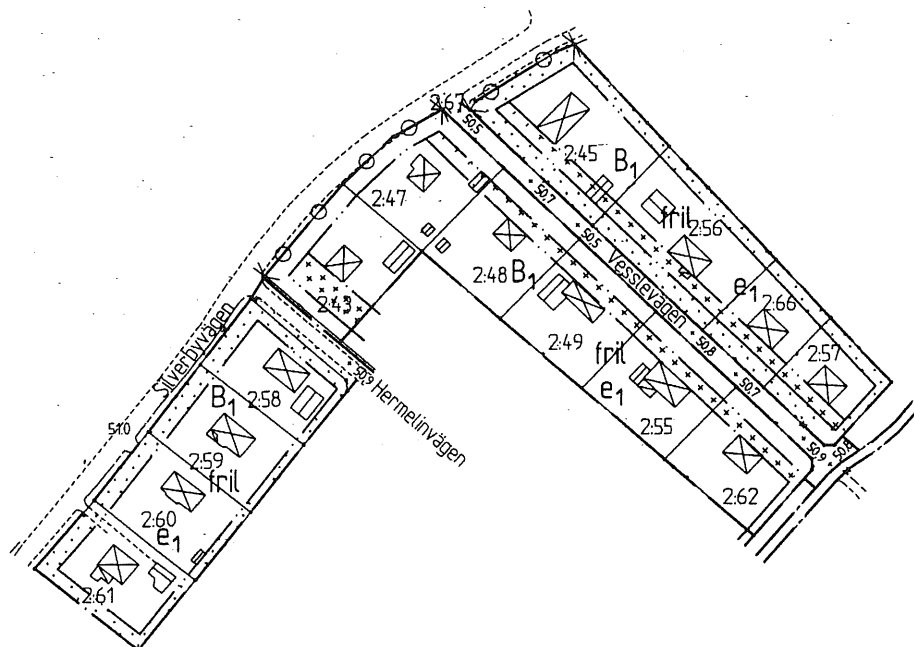 2:67
50.5
2:45
B1
2:47
50.7
50.5
fril
2:56
2:48
B1
Vesslevägen
e1
2:66
2:43
2:49
fril
50.8
2:57
Silverbyvägen
50.9
Hermelinvägen
e1
50.7
B1
2:58
51.0
2:55
2:59
fril
50.9
50.8
2:62
2:60
e1
2:61